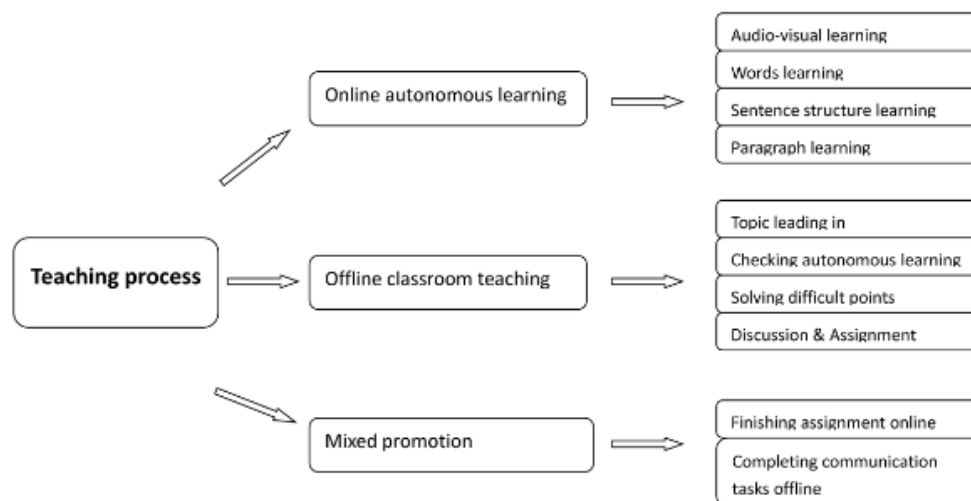 Teaching process
Online autonomous learning
Audio-visual learning
Words learning
Sentence structure learning
Paragraph learning
Offline classroom teaching
Topic leading in
Checking autonomous learning
Solving difficult points
Discussion & Assignment
Mixed promotion
Finishing assignment online
Completing communication
tasks offline